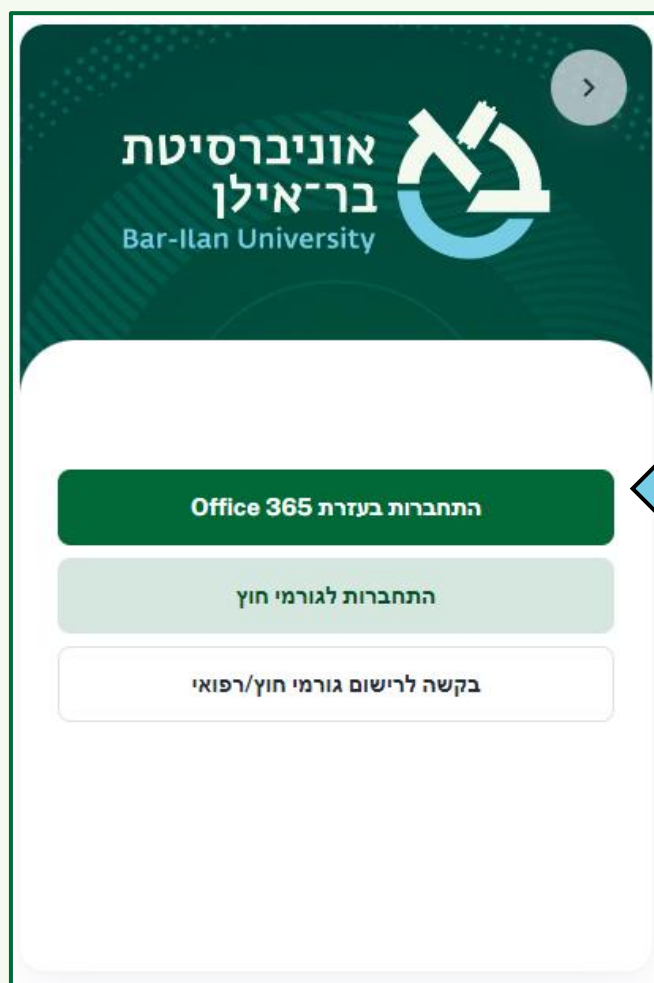 אוניברסיטת
בר־אילן
Bar-Ilan University
התחברות בעזרת Office 365
התחברות לגורמי חוץ
בקשה לרישום גורמי חוץ/רפואי